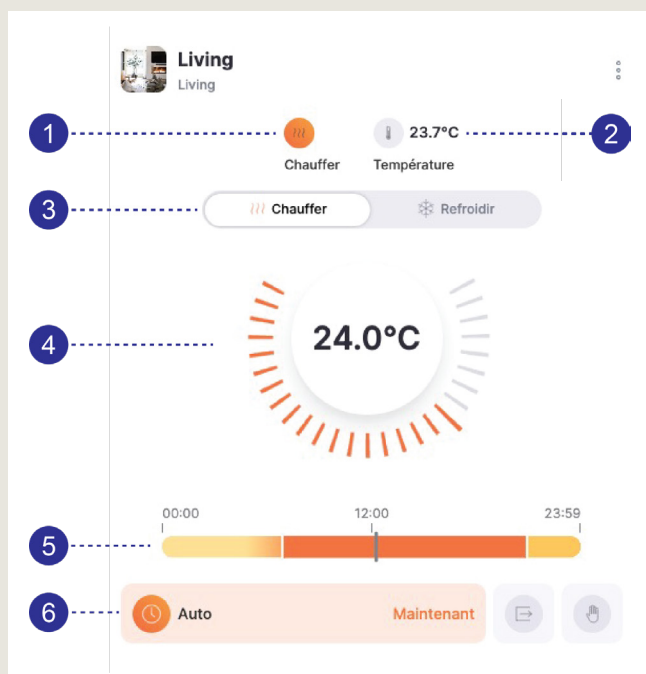 Living
Living
1
23.7°C
2
Chauffer
Température
3
Chauffer
Refroidir
4
24.0°C
00:00
12:00
23:59
5
6
Auto
Maintenant